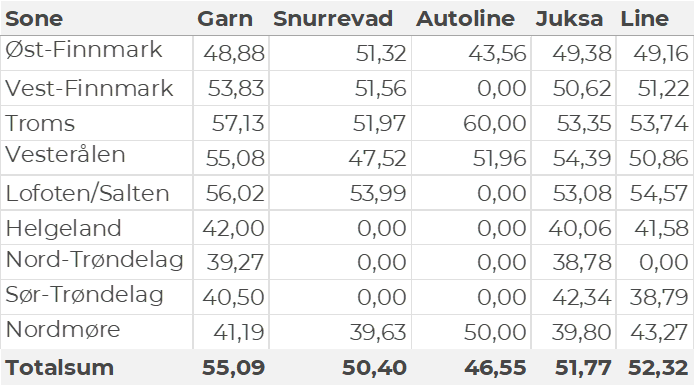 Sone Garn Snurrevad Autoline Juksa Line
Øst-Finnmark 48,88 51,32 43,56 49,38 49,16
Vest-Finnmark 53,83 51,56 0,00 50,62 51,22
Troms 57,13 51,97 60,00 53,35 53,74
Vesterålen 55,08 47,52 51,96 54,39 50,86
Lofoten/Salten 56,02 53,99 0,00 53,08 54,57
Helgeland 42,00 0,00 0,00 40,06 41,58
Nord-Trøndelag 39,27 0,00 0,00 38,78 0,00
Sør-Trøndelag 40,50 0,00 0,00 42,34 38,79
Nordmøre 41,19 39,63 50,00 39,80 43,27
Totalsum 55,09 50,40 46,55 51,77 52,32